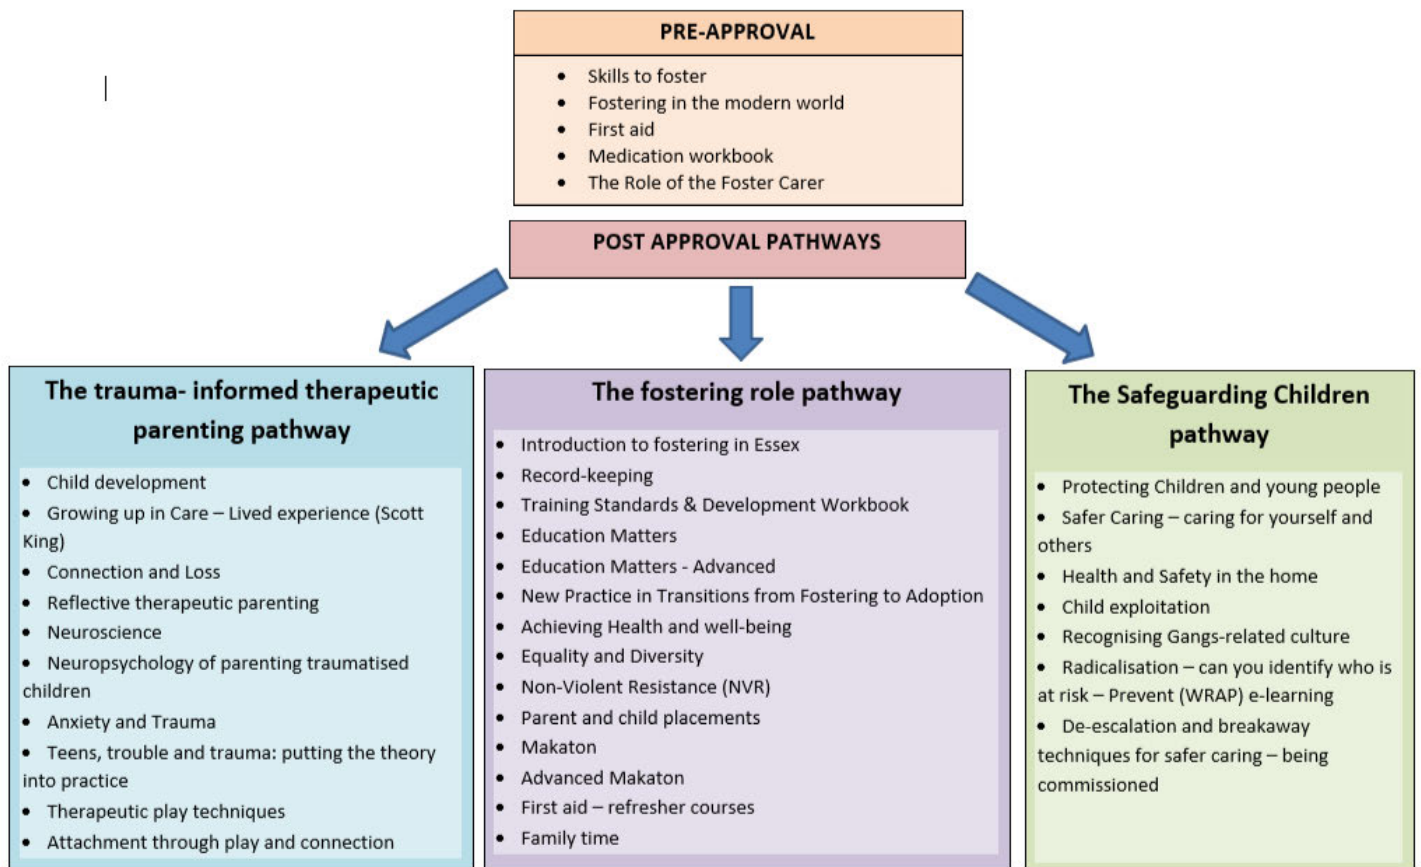 PRE-APPROVAL
• Skills to foster
• Fostering in the modern world
• First aid
• Medication workbook
• The Role of the Foster Carer
POST APPROVAL PATHWAYS
The trauma- informed therapeutic
parenting pathway
• Child development
• Growing up in Care – Lived experience (Scott
King)
• Connection and Loss
• Reflective therapeutic parenting
• Neuroscience
• Neuropsychology of parenting traumatised
children
• Anxiety and Trauma
• Teens, trouble and trauma: putting the theory
into practice
• Therapeutic play techniques
• Attachment through play and connection
The fostering role pathway
• Introduction to fostering in Essex
• Record-keeping
• Training Standards & Development Workbook
• Education Matters
• Education Matters - Advanced
• New Practice in Transitions from Fostering to Adoption
• Achieving Health and well-being
• Equality and Diversity
• Non-Violent Resistance (NVR)
• Parent and child placements
• Makaton
• Advanced Makaton
• First aid – refresher courses
• Family time
The Safeguarding Children
pathway
• Protecting Children and young people
• Safer Caring – caring for yourself and
others
• Health and Safety in the home
• Child exploitation
• Recognising Gangs-related culture
• Radicalisation – can you identify who is
at risk – Prevent (WRAP) e-learning
• De-escalation and breakaway
techniques for safer caring – being
commissioned